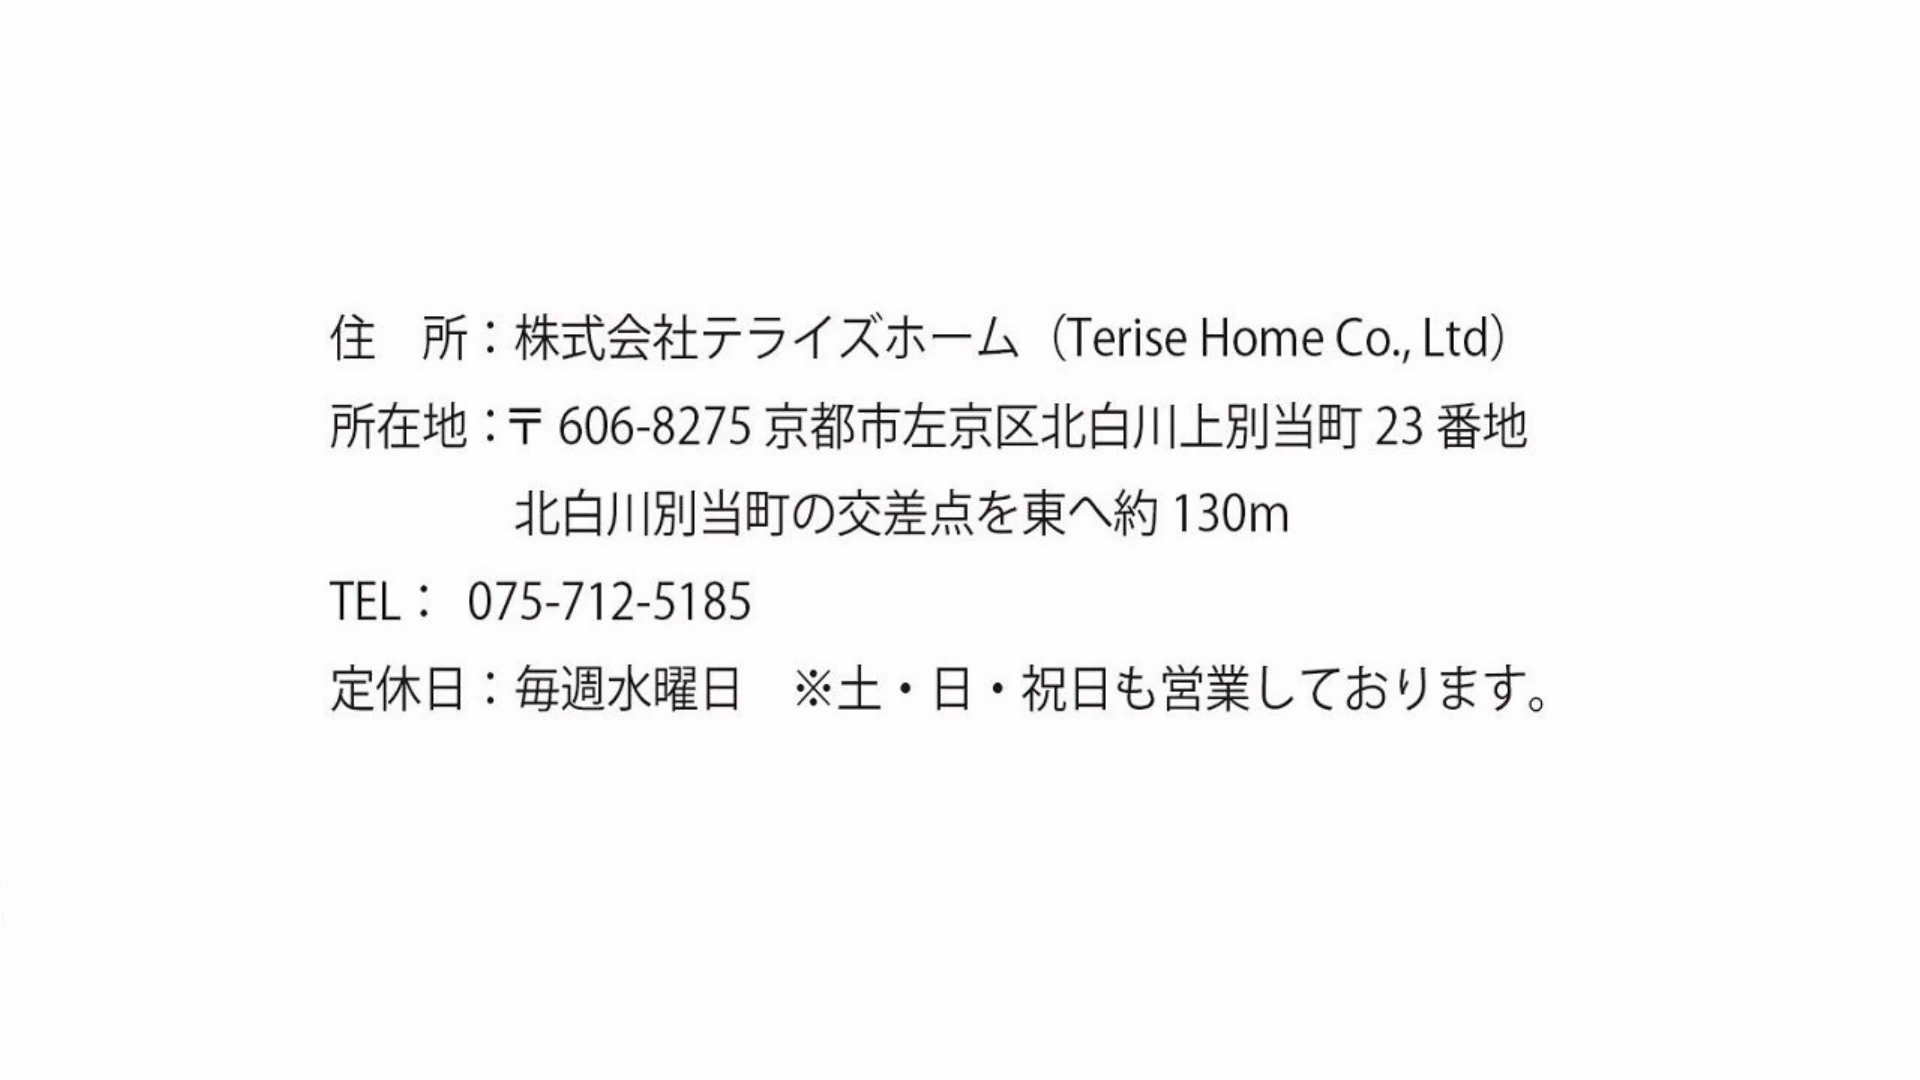 住　所：株式会社テライズホーム（Terise Home Co., Ltd）
所在地：〒 606-8275 京都市左京区北白川上別当町 23 番地
北白川別当町の交差点を東へ約 130m
TEL： 075-712-5185
定休日：毎週水曜日　※土・日・祝日も営業しております。